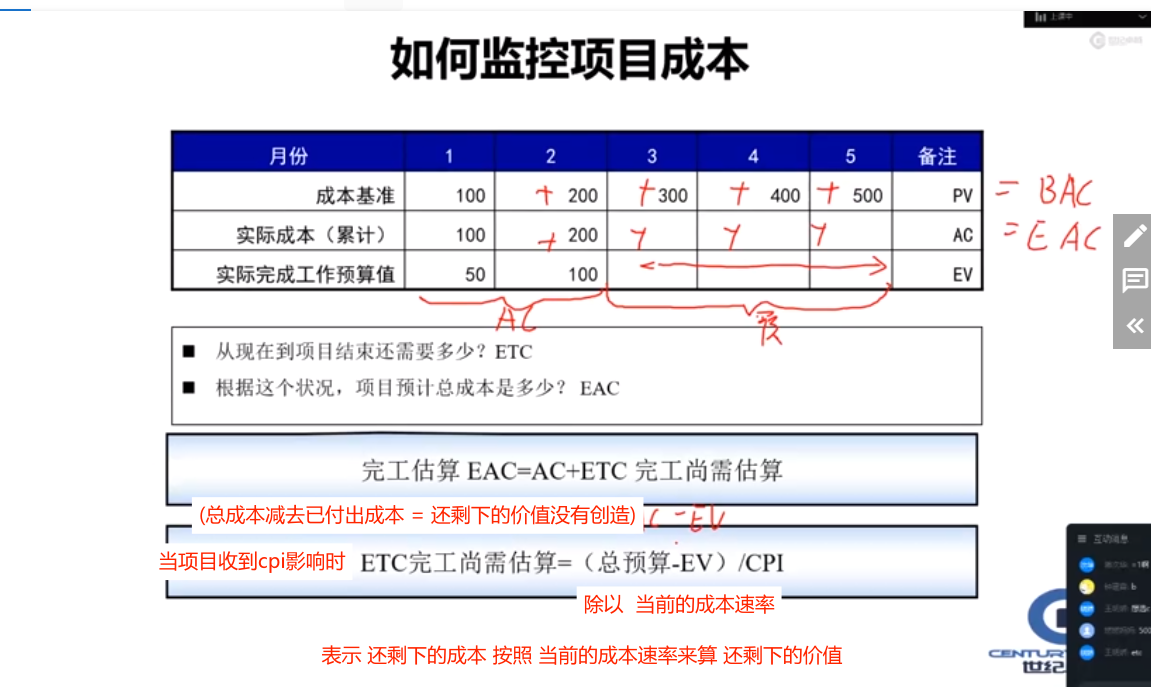 上课中
如何监控项目成本
月份 1 2 3 4 5 备注
成本基准 100 + 200 +300 + 400 + 500 PV = BAC
实际成本（累计） 100 + 200 AC = EAC
实际完成工作预算值 50 100 EV
AC
■ 从现在到项目结束还需要多少？ETC
■ 根据这个状况，项目预计总成本是多少？ EAC
完工估算 EAC=AC+ETC 完工尚需估算
(总成本减去已付出成本 = 还剩下的价值没有创造)
当项目收到cpi影响时 ETC完工尚需估算=（总预算-EV）/CPI
除以 当前的成本速率
表示 还剩下的成本 按照 当前的成本速率来算 还剩下的价值
互动消息
CENTURY
世纪